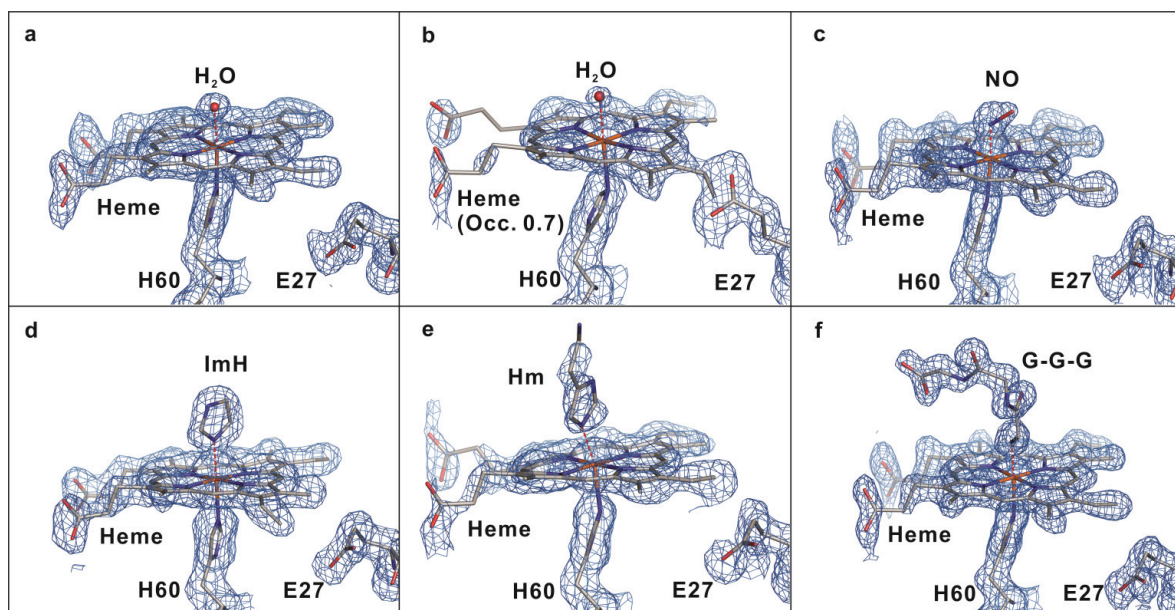 a
H₂O
Heme
H60
E27
b
H₂O
Heme
(Occ. 0.7)
H60
E27
c
NO
Heme
H60
E27
d
ImH
Heme
H60
E27
e
Hm
Heme
H60
E27
f
G-G-G
Heme
H60
E27